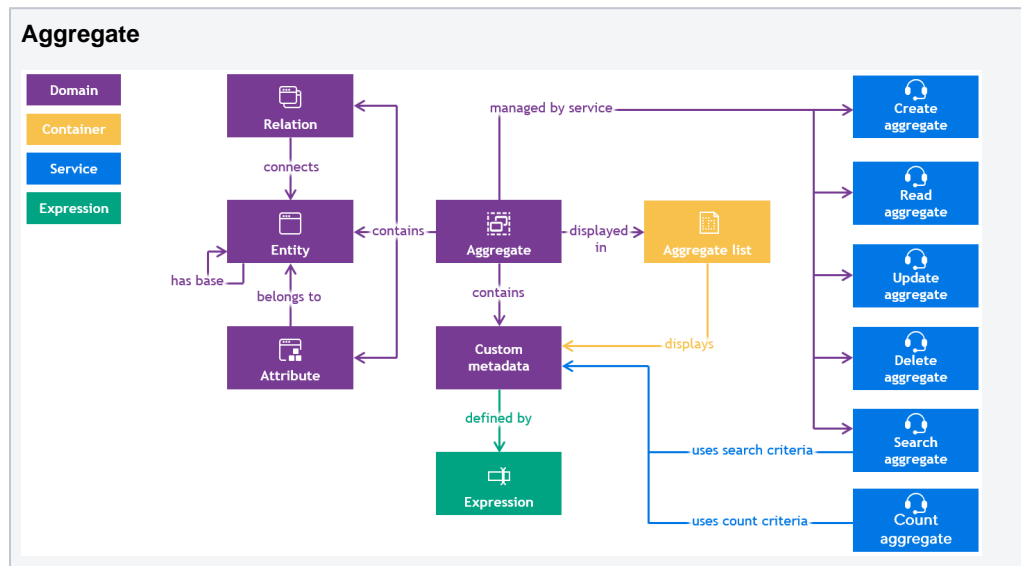 Aggregate
Domain
Container
Service
Expression
Relation
connects
Entity
has base
belongs to
Attribute
contains
managed by service
Aggregate
displayed
in
Aggregate list
contains
displays
Custom
metadata
defined by
Expression
uses search criteria
uses count criteria
Create
aggregate
Read
aggregate
Update
aggregate
Delete
aggregate
Search
aggregate
Count
aggregate